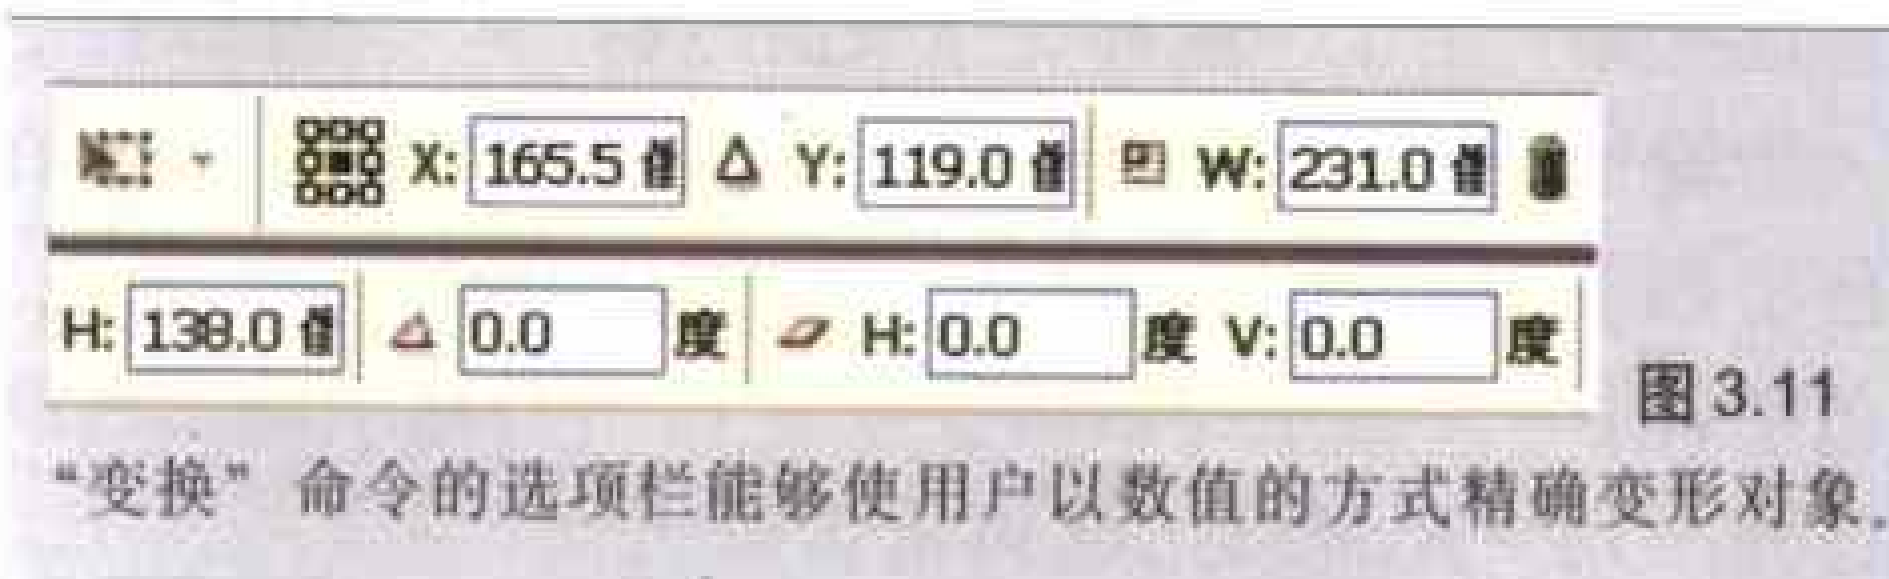 X: 165.5 Y: 119.0 W: 231.0
H: 138.0 0.0 度 H: 0.0 度 V: 0.0 度
图 3.11
“变换” 命令的选项栏能够使用户以数值的方式精确变形对象.